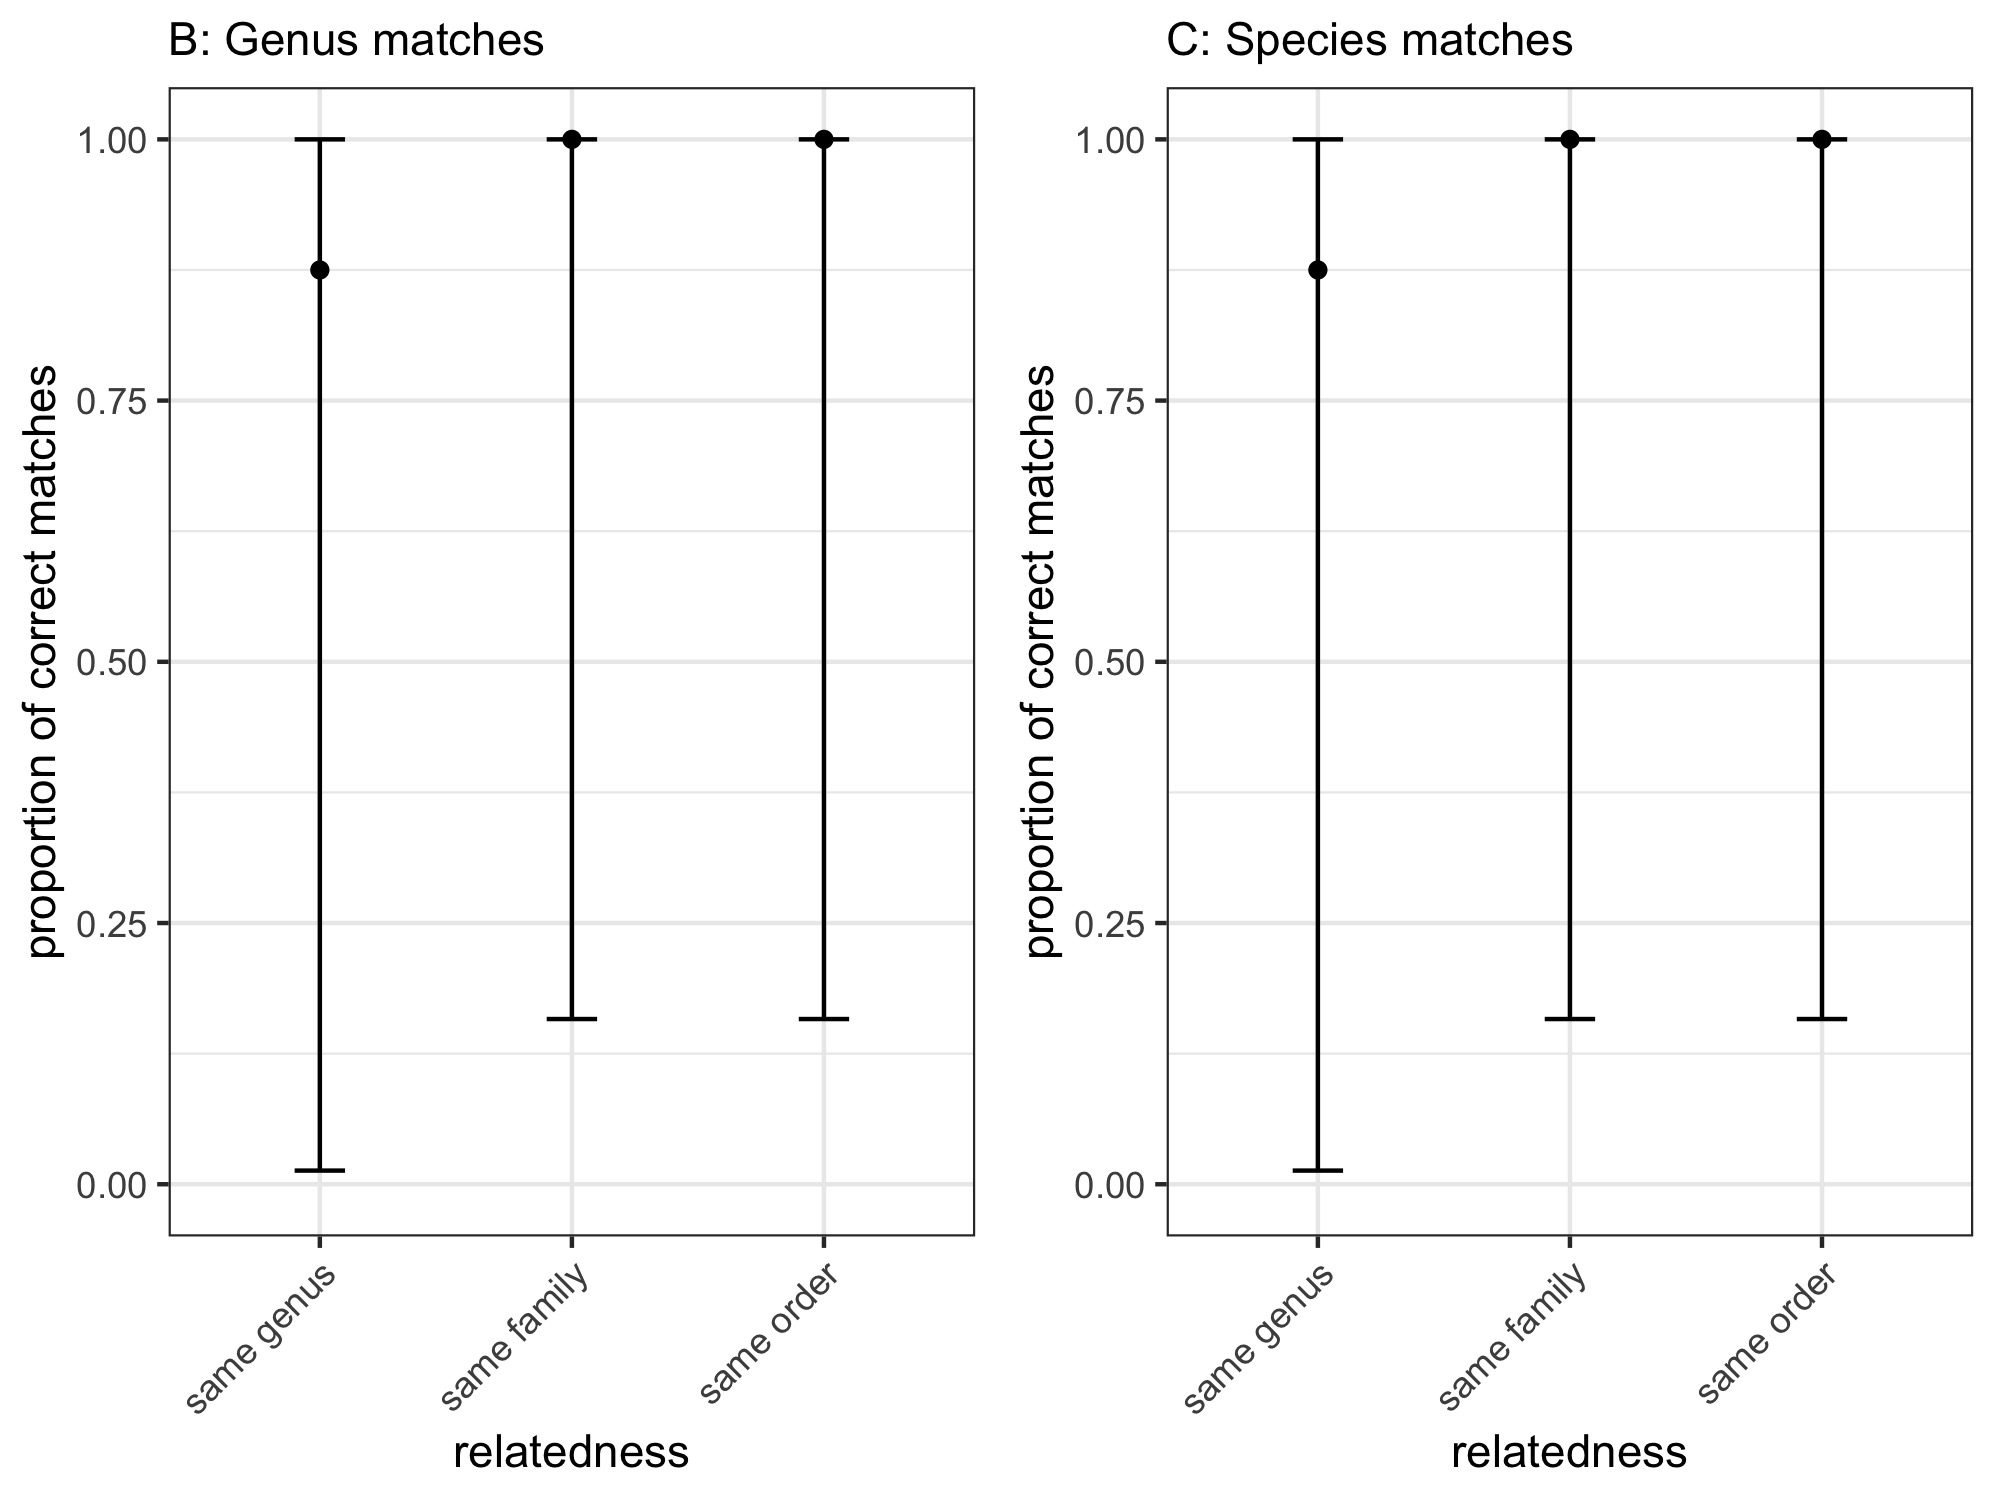 B: Genus matches
proportion of correct matches
1.00
0.75
0.50
0.25
0.00
same genus
same family
same order
relatedness
C: Species matches
proportion of correct matches
1.00
0.75
0.50
0.25
0.00
same genus
same family
same order
relatedness